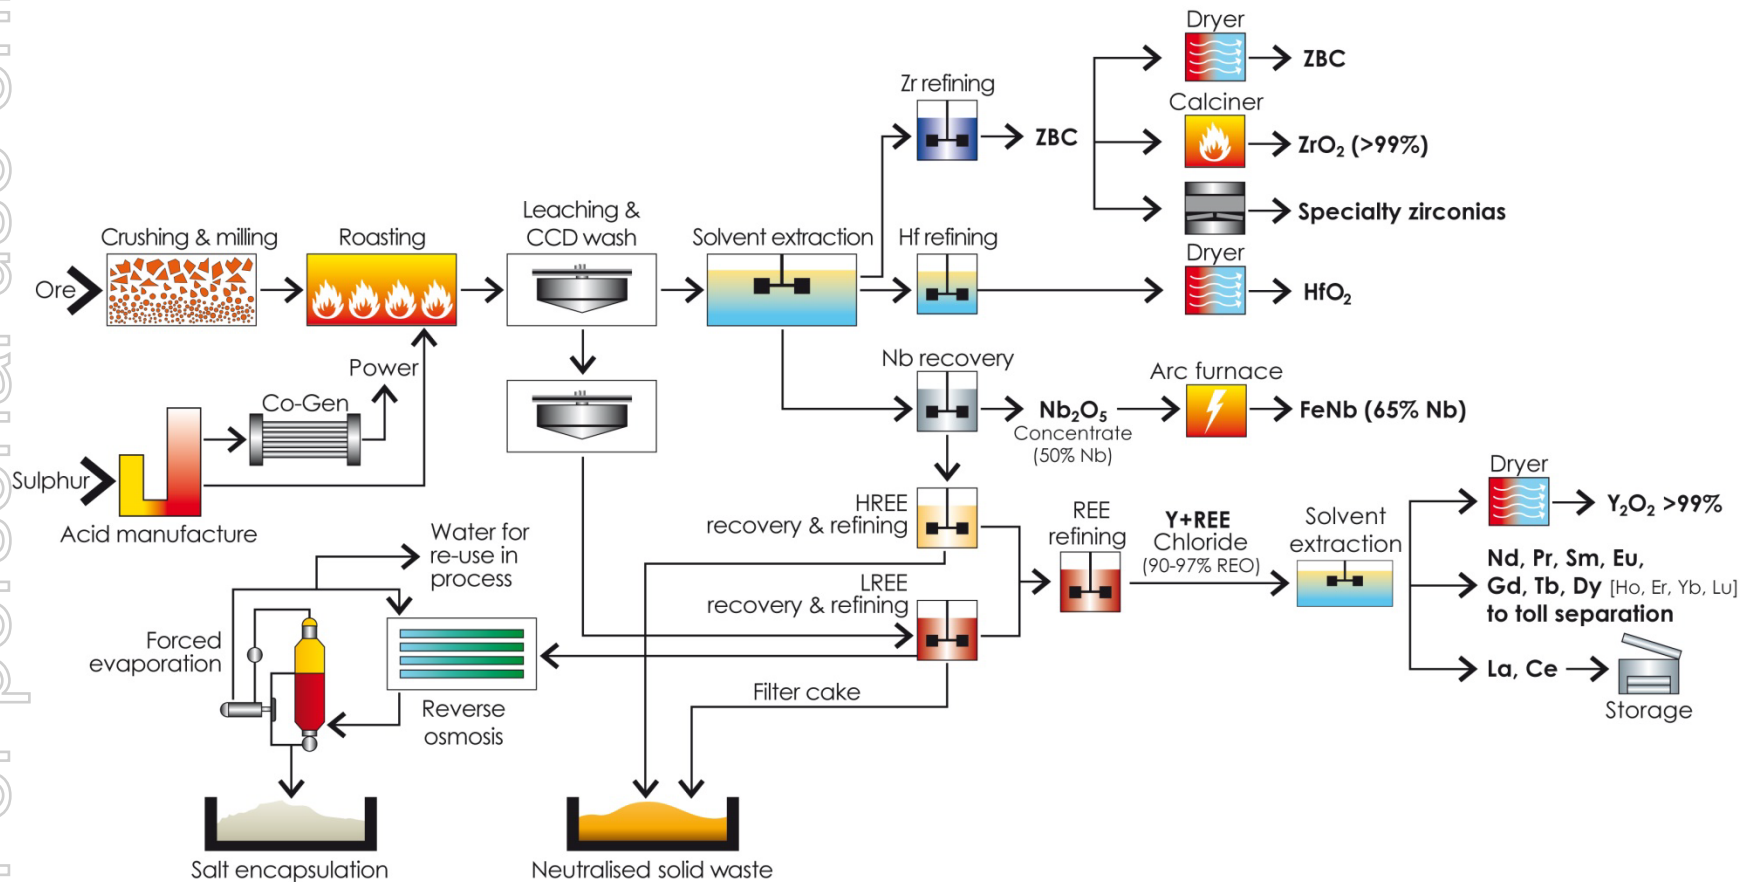 Dryer
ZBC
Zr refining
ZBC
Calciner
ZrO₂ (>99%)
Specialty zirconias
Leaching &
CCD wash
Crushing & milling
Roasting
Solvent extraction
Hf refining
Dryer
Ore
HfO₂
Power
Nb recovery
Arc furnace
Co-Gen
Nb₂O₅
Concentrate
(50% Nb)
FeNb (65% Nb)
Sulphur
Acid manufacture
HREE
recovery & refining
REE
refining
Y+REE
Chloride
(90-97% REO)
Solvent
extraction
Dryer
Y₂O₂ >99%
Water for
re-use in
process
LREE
recovery & refining
Nd, Pr, Sm, Eu,
Gd, Tb, Dy [Ho, Er, Yb, Lu]
to toll separation
Forced
evaporation
La, Ce
Storage
Filter cake
Reverse
osmosis
Salt encapsulation
Neutralised solid waste